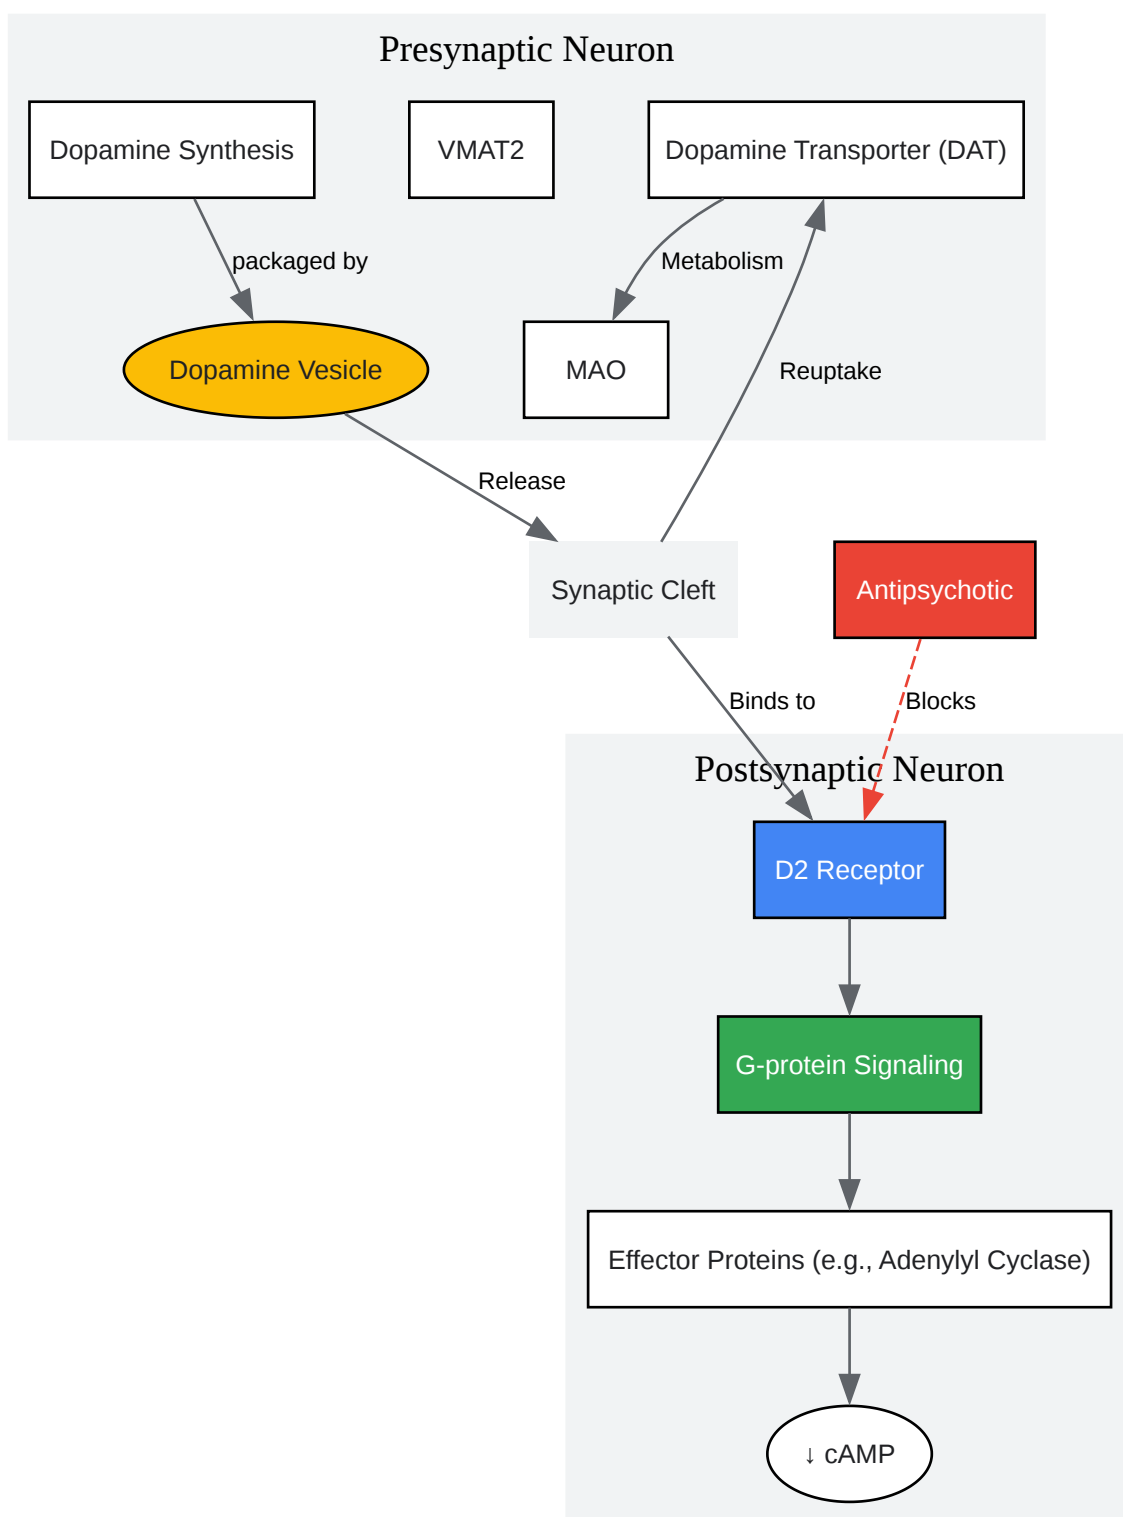 Presynaptic Neuron
Dopamine Synthesis
VMAT2
Dopamine Transporter (DAT)
packaged by
Metabolism
Dopamine Vesicle
MAO
Reuptake
Release
Synaptic Cleft
Antipsychotic
Binds to
Blocks
Postsynaptic Neuron
D2 Receptor
G-protein Signaling
Effector Proteins (e.g., Adenylyl Cyclase)
↓ cAMP